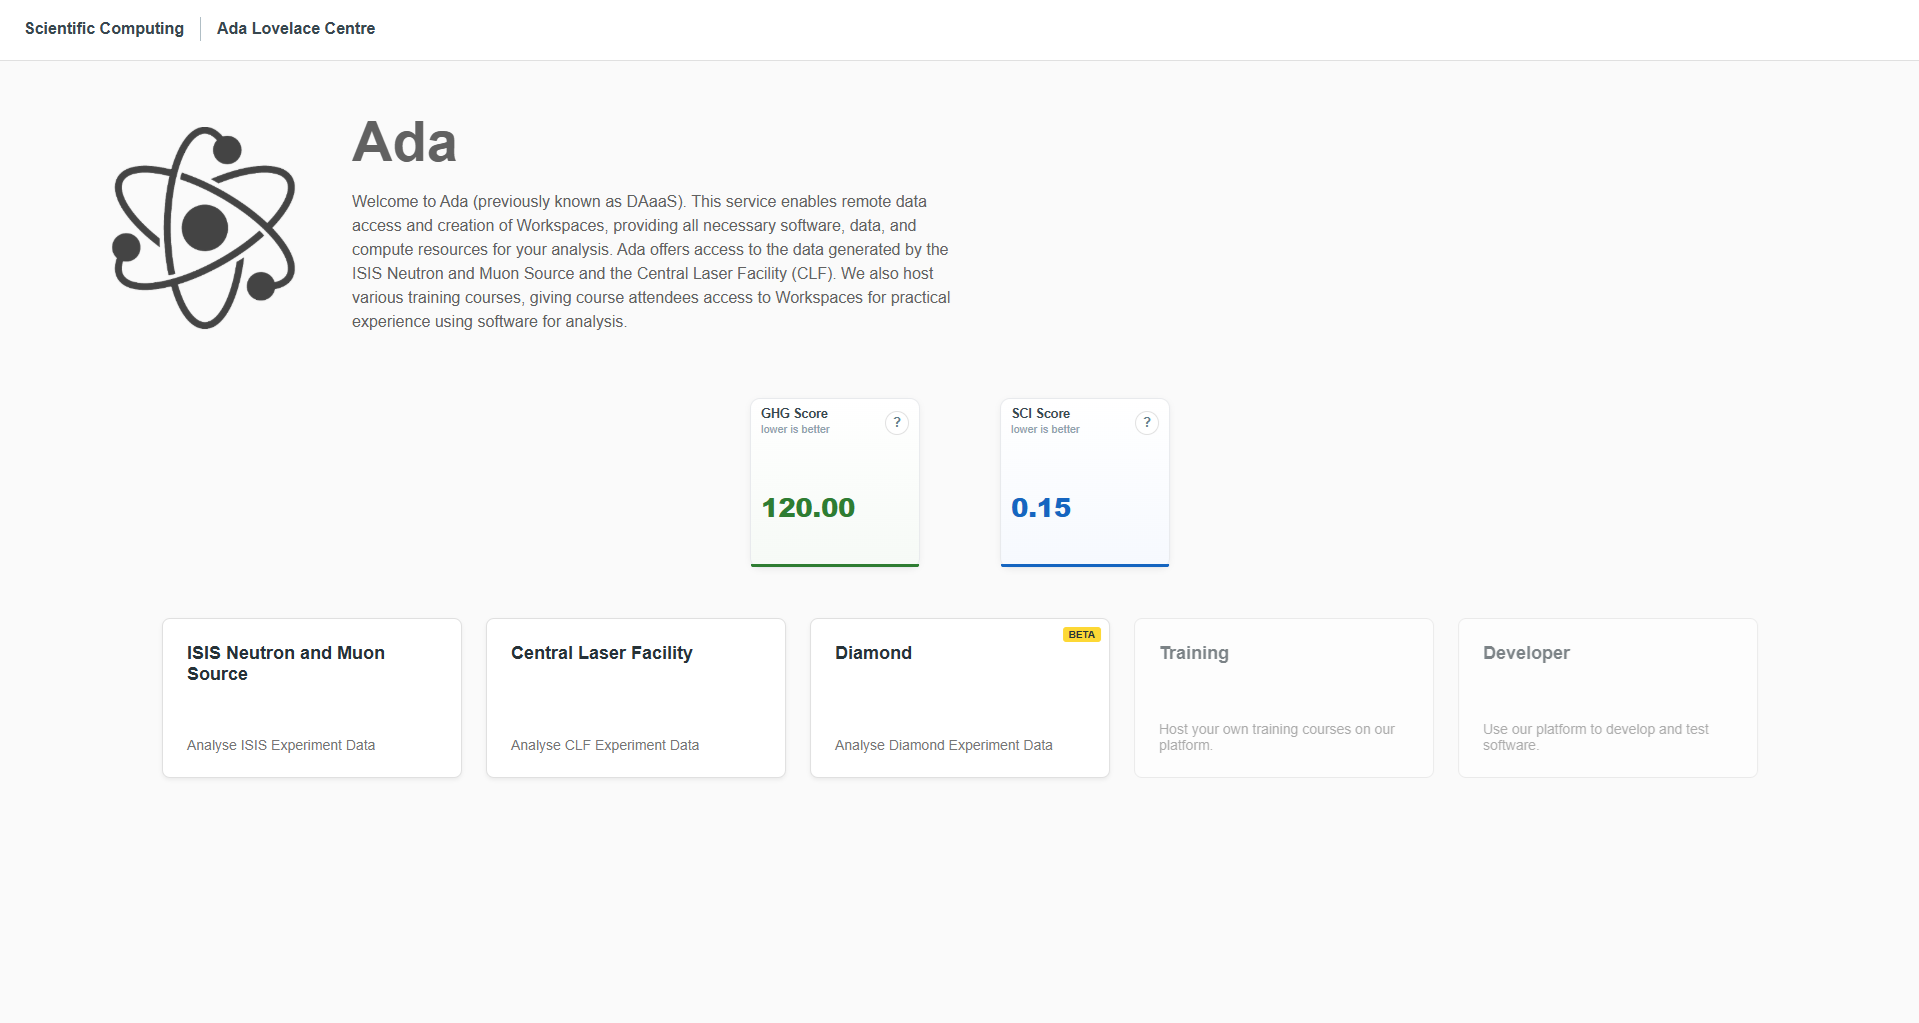 Scientific Computing
Ada Lovelace Centre
Ada
Welcome to Ada (previously known as DAaaS). This service enables remote data
access and creation of Workspaces, providing all necessary software, data, and
compute resources for your analysis. Ada offers access to the data generated by the
ISIS Neutron and Muon Source and the Central Laser Facility (CLF). We also host
various training courses, giving course attendees access to Workspaces for practical
experience using software for analysis.
GHG Score
lower is better
?
120.00
SCI Score
lower is better
?
0.15
ISIS Neutron and Muon
Source
Analyse ISIS Experiment Data
Central Laser Facility
Analyse CLF Experiment Data
BETA
Diamond
Analyse Diamond Experiment Data
Training
Host your own training courses on our
platform.
Developer
Use our platform to develop and test
software.